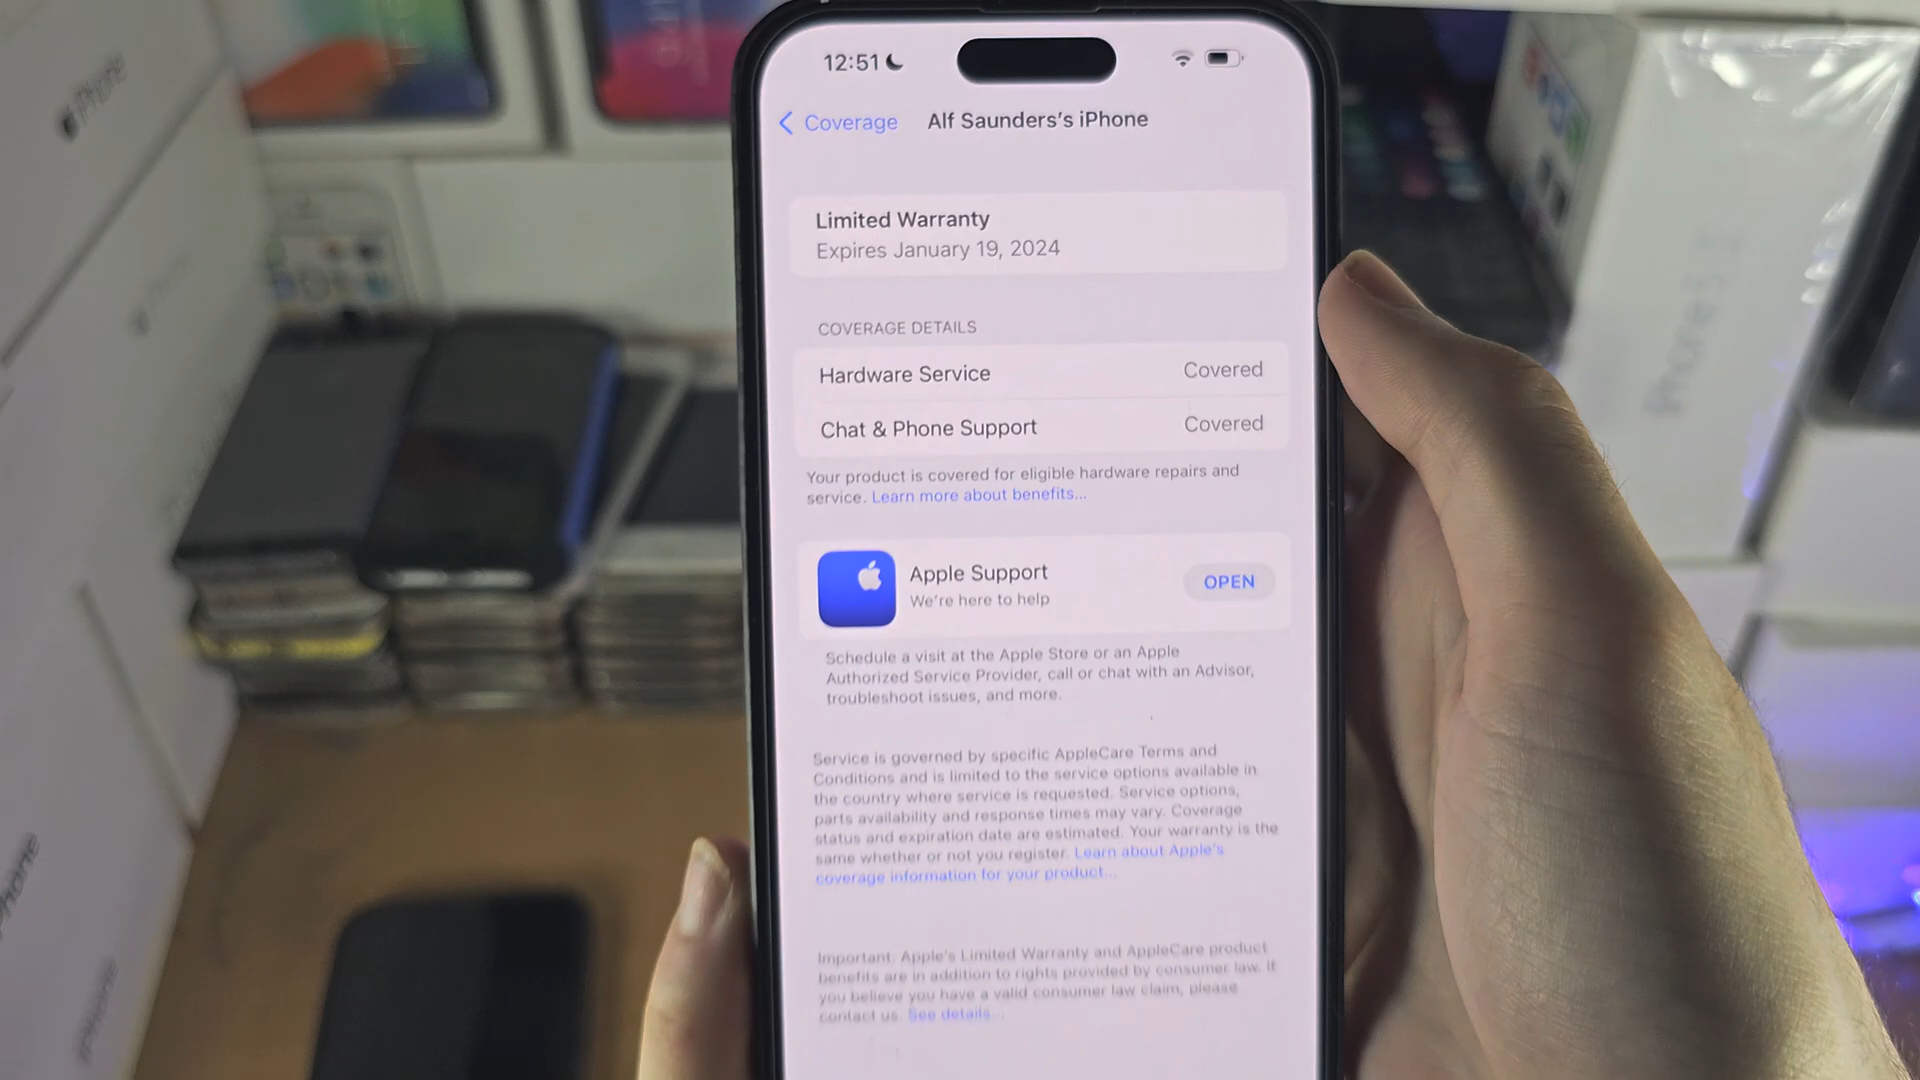 12:51
Coverage
Alf Saunders's iPhone
Limited Warranty
Expires January 19, 2024
COVERAGE DETAILS
Hardware Service
Covered
Chat & Phone Support
Covered
Your product is covered for eligible hardware repairs and
service. Learn more about benefits...
Apple Support
We're here to help
OPEN
Schedule a visit at the Apple Store or an Apple
Authorized Service Provider, call or chat with an Advisor,
troubleshoot issues, and more.
Service is governed by specific AppleCare Terms and
Conditions and is limited to the service options available in
the country where service is requested. Service options,
parts availability and response times may vary. Coverage
status and expiration date are estimated. Your warranty is the
same whether or not you register. Learn about Apple's
coverage information for your product...
Important: Apple's Limited Warranty and AppleCare product
benefits are in addition to rights provided by consumer law. If
you believe you have a valid consumer law claim, please
contact us. See details...
iPhone
iPhone
iPhone